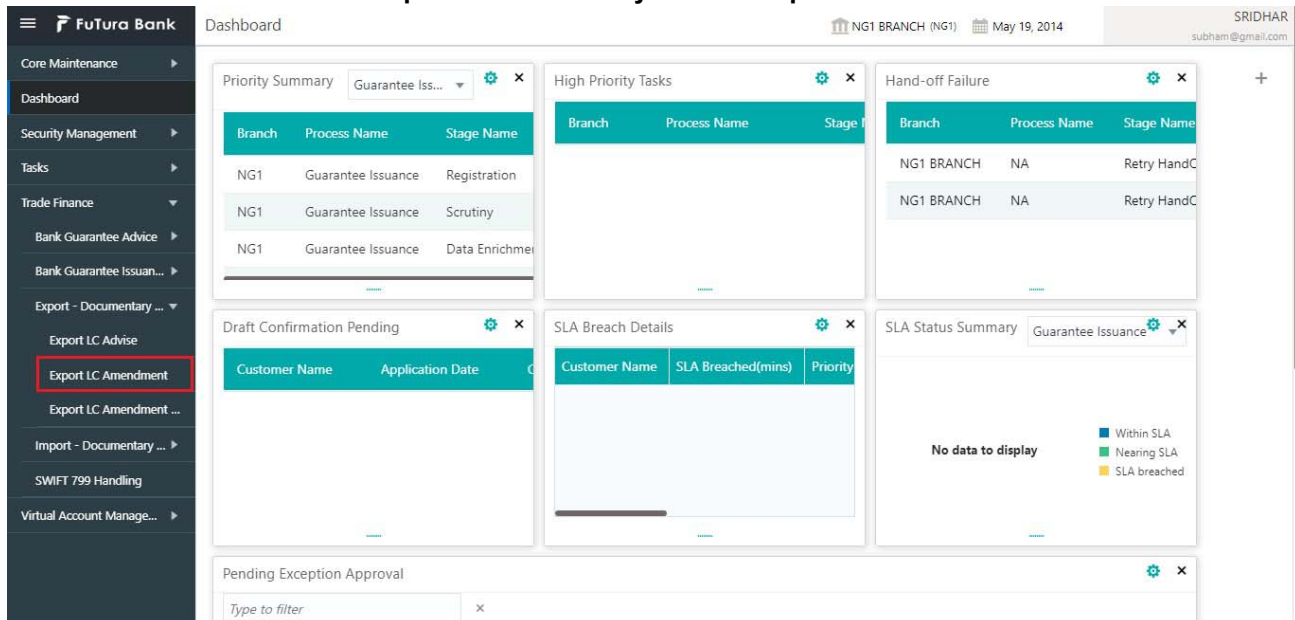 FuTura Bank
Dashboard
NG1 BRANCH (NG1)
May 19, 2014
SRIDHAR
subham@gmail.com
Core Maintenance
Dashboard
Security Management
Tasks
Trade Finance
Bank Guarantee Advice
Bank Guarantee Issuan...
Export - Documentary ...
Export LC Advise
Export LC Amendment
Export LC Amendment ...
Import - Documentary ...
SWIFT 799 Handling
Virtual Account Manage...
Priority Summary Guarantee Iss...
Branch Process Name Stage Name
NG1 Guarantee Issuance Registration
NG1 Guarantee Issuance Scrutiny
NG1 Guarantee Issuance Data Enrichme
High Priority Tasks
Branch Process Name Stage
Hand-off Failure
Branch Process Name Stage Name
NG1 BRANCH NA Retry HandO
NG1 BRANCH NA Retry HandO
Draft Confirmation Pending
Customer Name Application Date
SLA Breach Details
Customer Name SLA Breached(mins) Priority
SLA Status Summary Guarantee Issuance
No data to display
Within SLA
Nearing SLA
SLA breached
Pending Exception Approval
Type to filter